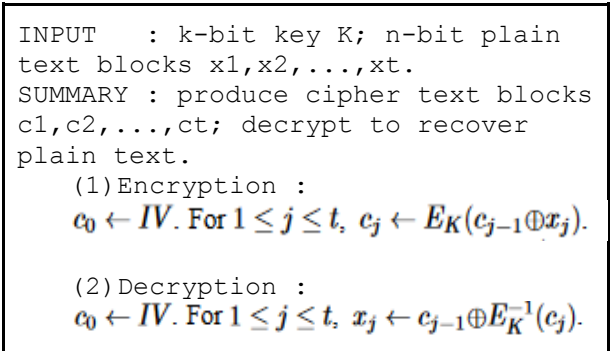 INPUT   : k-bit key K; n-bit plain
text blocks x1,x2,...,xt.
SUMMARY : produce cipher text blocks
c1,c2,...,ct; decrypt to recover
plain text.
(1)Encryption :
c₀ ← IV. For 1 ≤ j ≤ t, cⱼ ← E_K(cⱼ₋₁⊕xⱼ).
(2)Decryption :
c₀ ← IV. For 1 ≤ j ≤ t, xⱼ ← cⱼ₋₁⊕E_K⁻¹(cⱼ).